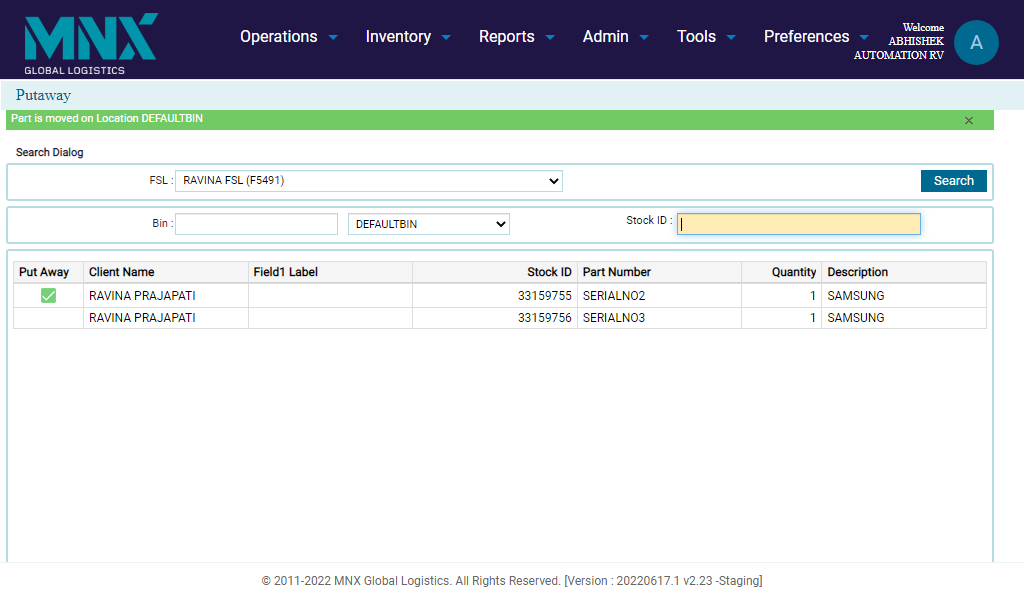 MNX
GLOBAL LOGISTICS
Operations Inventory Reports Admin Tools Preferences
Welcome
ABHISHEK
AUTOMATION RV
A
Putaway
Part is moved on Location DEFAULTBIN ×
Search Dialog
FSL : RAVINA FSL (F5491) Search
Bin : DEFAULTBIN Stock ID :
Put Away Client Name Field1 Label Stock ID Part Number Quantity Description
RAVINA PRAJAPATI 33159755 SERIALNO2 1 SAMSUNG
RAVINA PRAJAPATI 33159756 SERIALNO3 1 SAMSUNG
© 2011-2022 MNX Global Logistics. All Rights Reserved. [Version : 20220617.1 v2.23 -Staging]